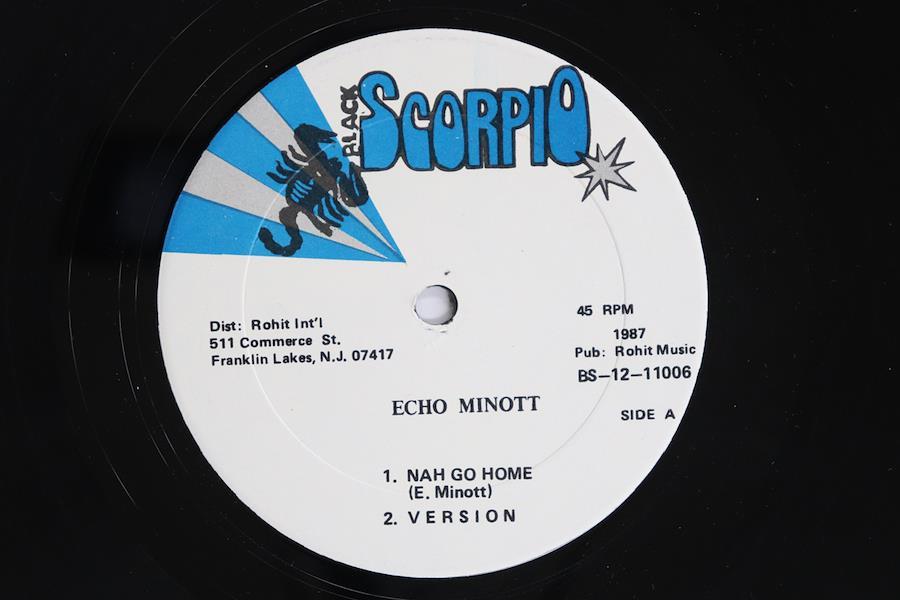 BLACK
SCORPIO
Dist: Rohit Int'l
511 Commerce St.
Franklin Lakes, N.J. 07417
45 RPM
1987
Pub: Rohit Music
BS-12-11006
SIDE A
ECHO MINOTT
1. NAH GO HOME
(E. Minott)
2. VERSION